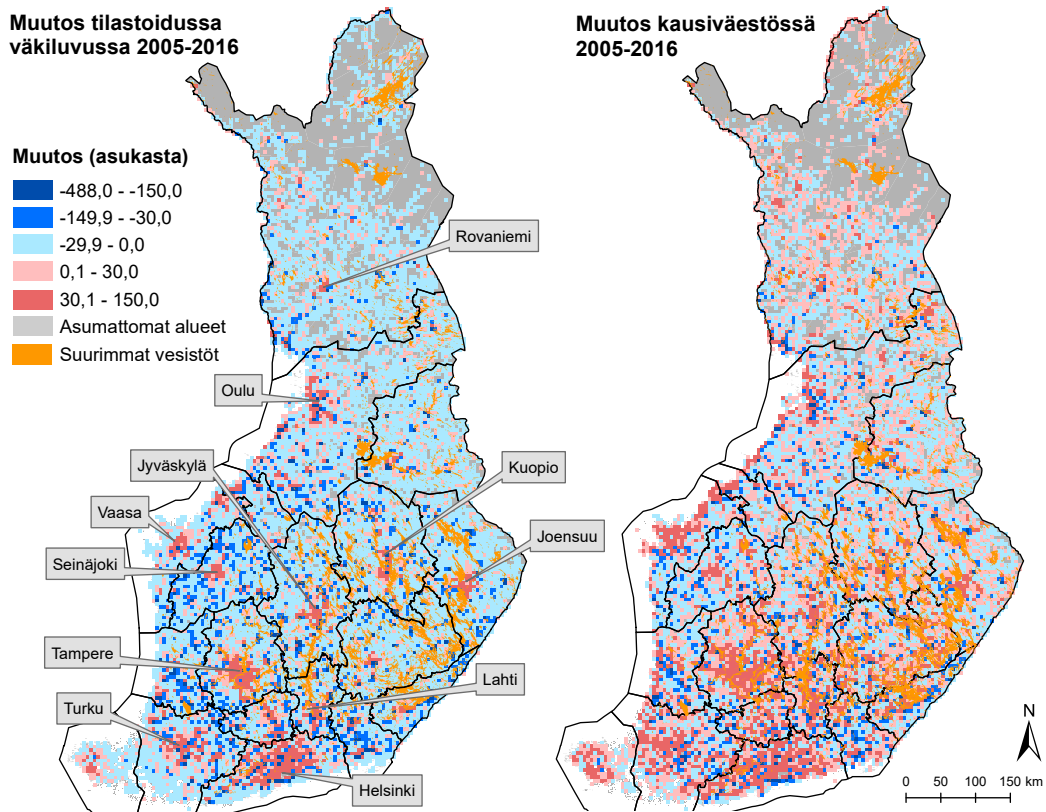 Muutos tilastoidussa
väkiluvussa 2005-2016
Muutos kausiväestössä
2005-2016
Muutos (asukasta)
-488,0 - -150,0
-149,9 - -30,0
-29,9 - 0,0
0,1 - 30,0
30,1 - 150,0
Asumattomat alueet
Suurimmat vesistöt
Rovaniemi
Oulu
Jyväskylä
Kuopio
Vaasa
Joensuu
Seinäjoki
Tampere
Lahti
Turku
Helsinki
N
0 50 100 150 km